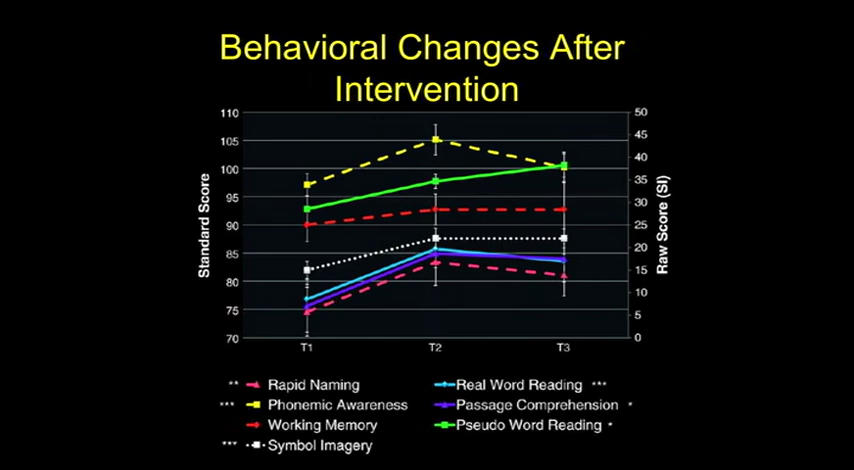 Behavioral Changes After
Intervention
110
105
100
95
90
85
80
75
70
Standard Score
50
45
40
35
30
25
20
15
10
5
0
Raw Score (SI)
T1 T2 T3
** Rapid Naming
*** Phonemic Awareness
Working Memory
*** Symbol Imagery
Real Word Reading ***
Passage Comprehension *
Pseudo Word Reading *